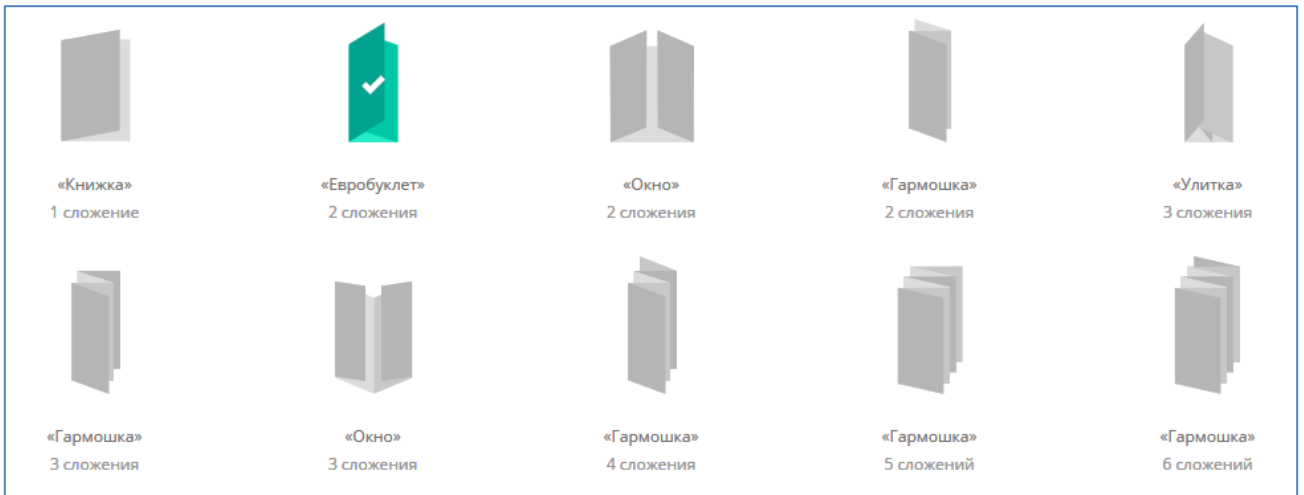 «Книжка»
1 сложение
«Евробуклет»
2 сложения
«Окно»
2 сложения
«Гармошка»
2 сложения
«Улитка»
3 сложения
«Гармошка»
3 сложения
«Окно»
3 сложения
«Гармошка»
4 сложения
«Гармошка»
5 сложений
«Гармошка»
6 сложений